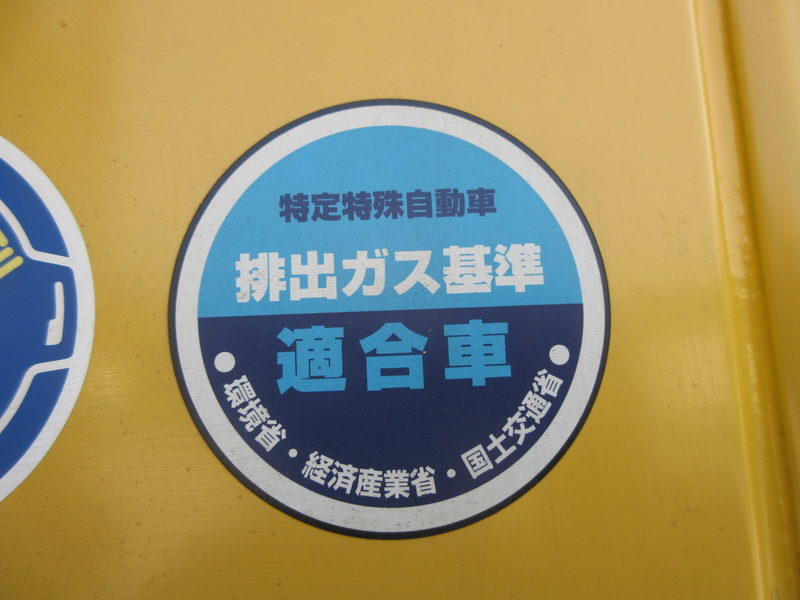 特定特殊自動車
排出ガス基準
適合車
環境省・経済産業省・国土交通省